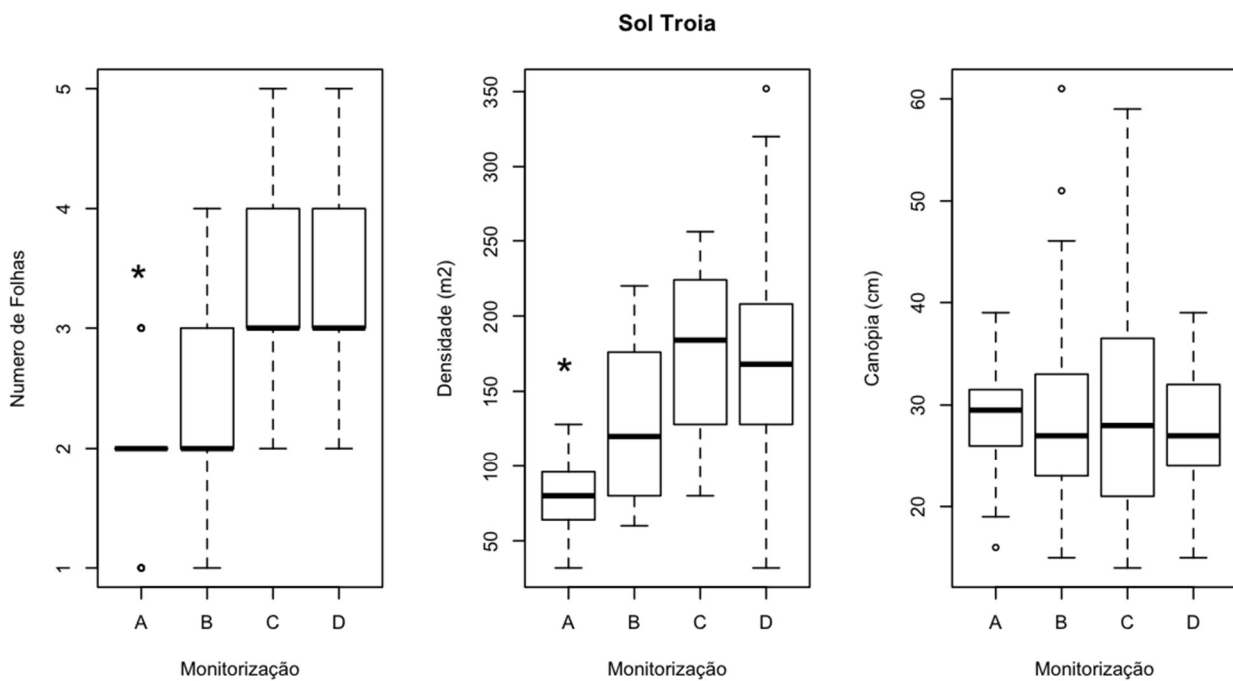 Sol Troia
Numero de Folhas
5
4
3
2
1
*
A B C D
Monitorização
Densidade (m2)
350
300
250
200
150
100
50
*
A B C D
Monitorização
Canópia (cm)
60
50
40
30
20
A B C D
Monitorização